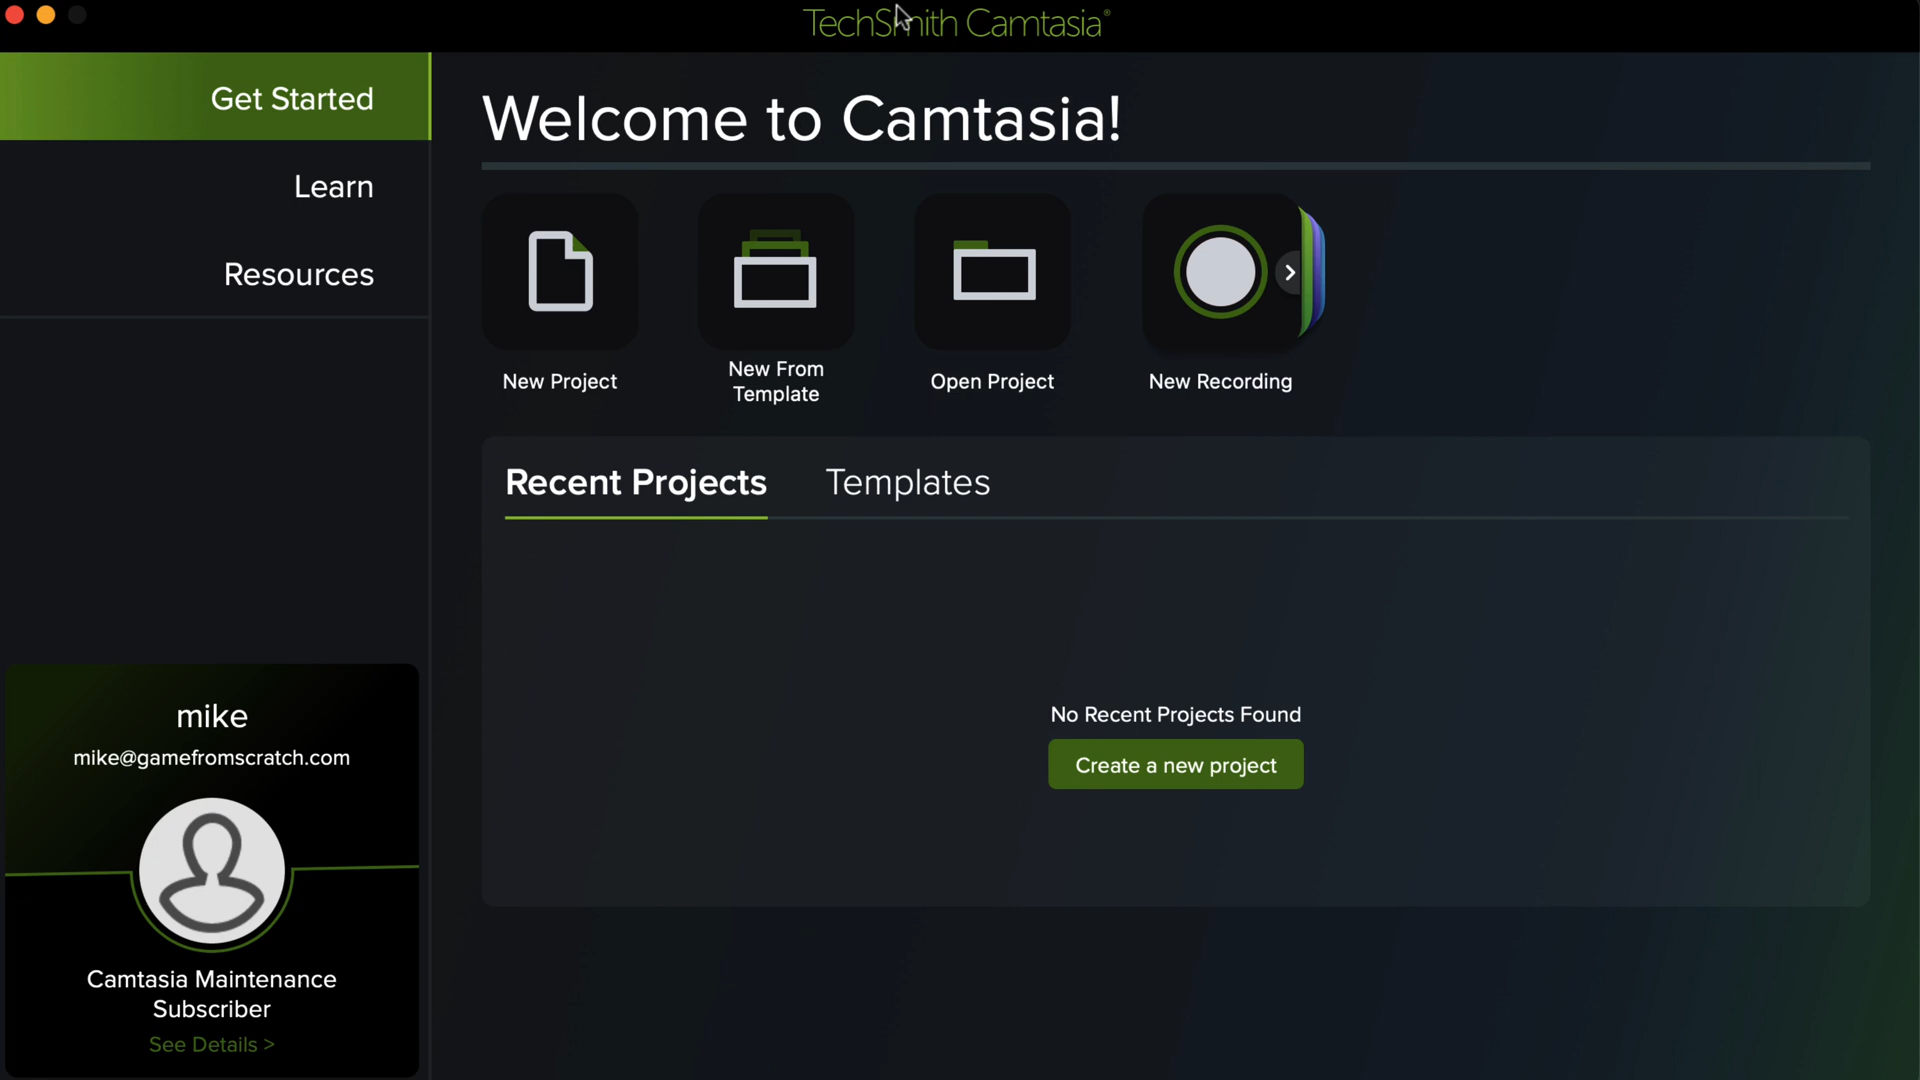 TechSmith Camtasia®
Get Started
Learn
Resources
Welcome to Camtasia!
New Project
New From
Template
Open Project
New Recording
Recent Projects
Templates
No Recent Projects Found
Create a new project
mike
mike@gamefromscratch.com
Camtasia Maintenance
Subscriber
See Details >